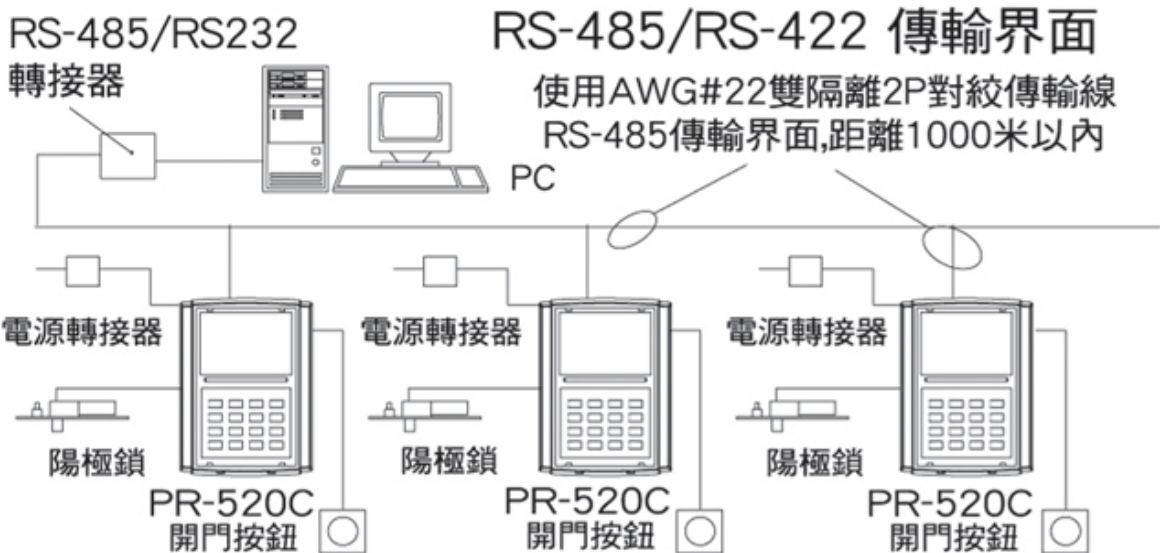 RS-485/RS232
轉接器
RS-485/RS-422 傳輸界面
使用AWG#22雙隔離2P對絞傳輸線
RS-485傳輸界面,距離1000米以內
PC
電源轉接器
電源轉接器
電源轉接器
陽極鎖
陽極鎖
陽極鎖
PR-520C
開門按鈕
PR-520C
開門按鈕
PR-520C
開門按鈕